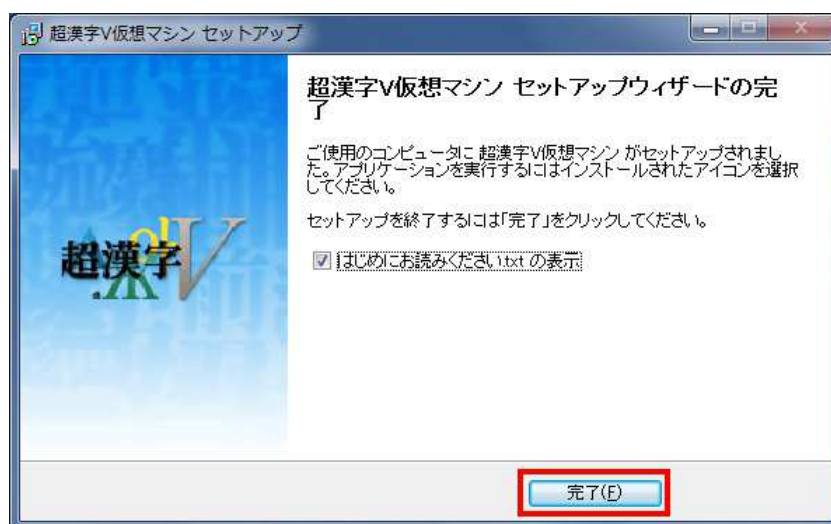 超漢字V仮想マシン セットアップ
超漢字V仮想マシン セットアップウィザードの完
了
ご使用のコンピュータに 超漢字V仮想マシン がセットアップされまし
た。アプリケーションを実行するにはインストールされたアイコンを選択
してください。
セットアップを終了するには「完了」をクリックしてください。
はじめにお読みください.txt の表示
超漢字V
完了(F)